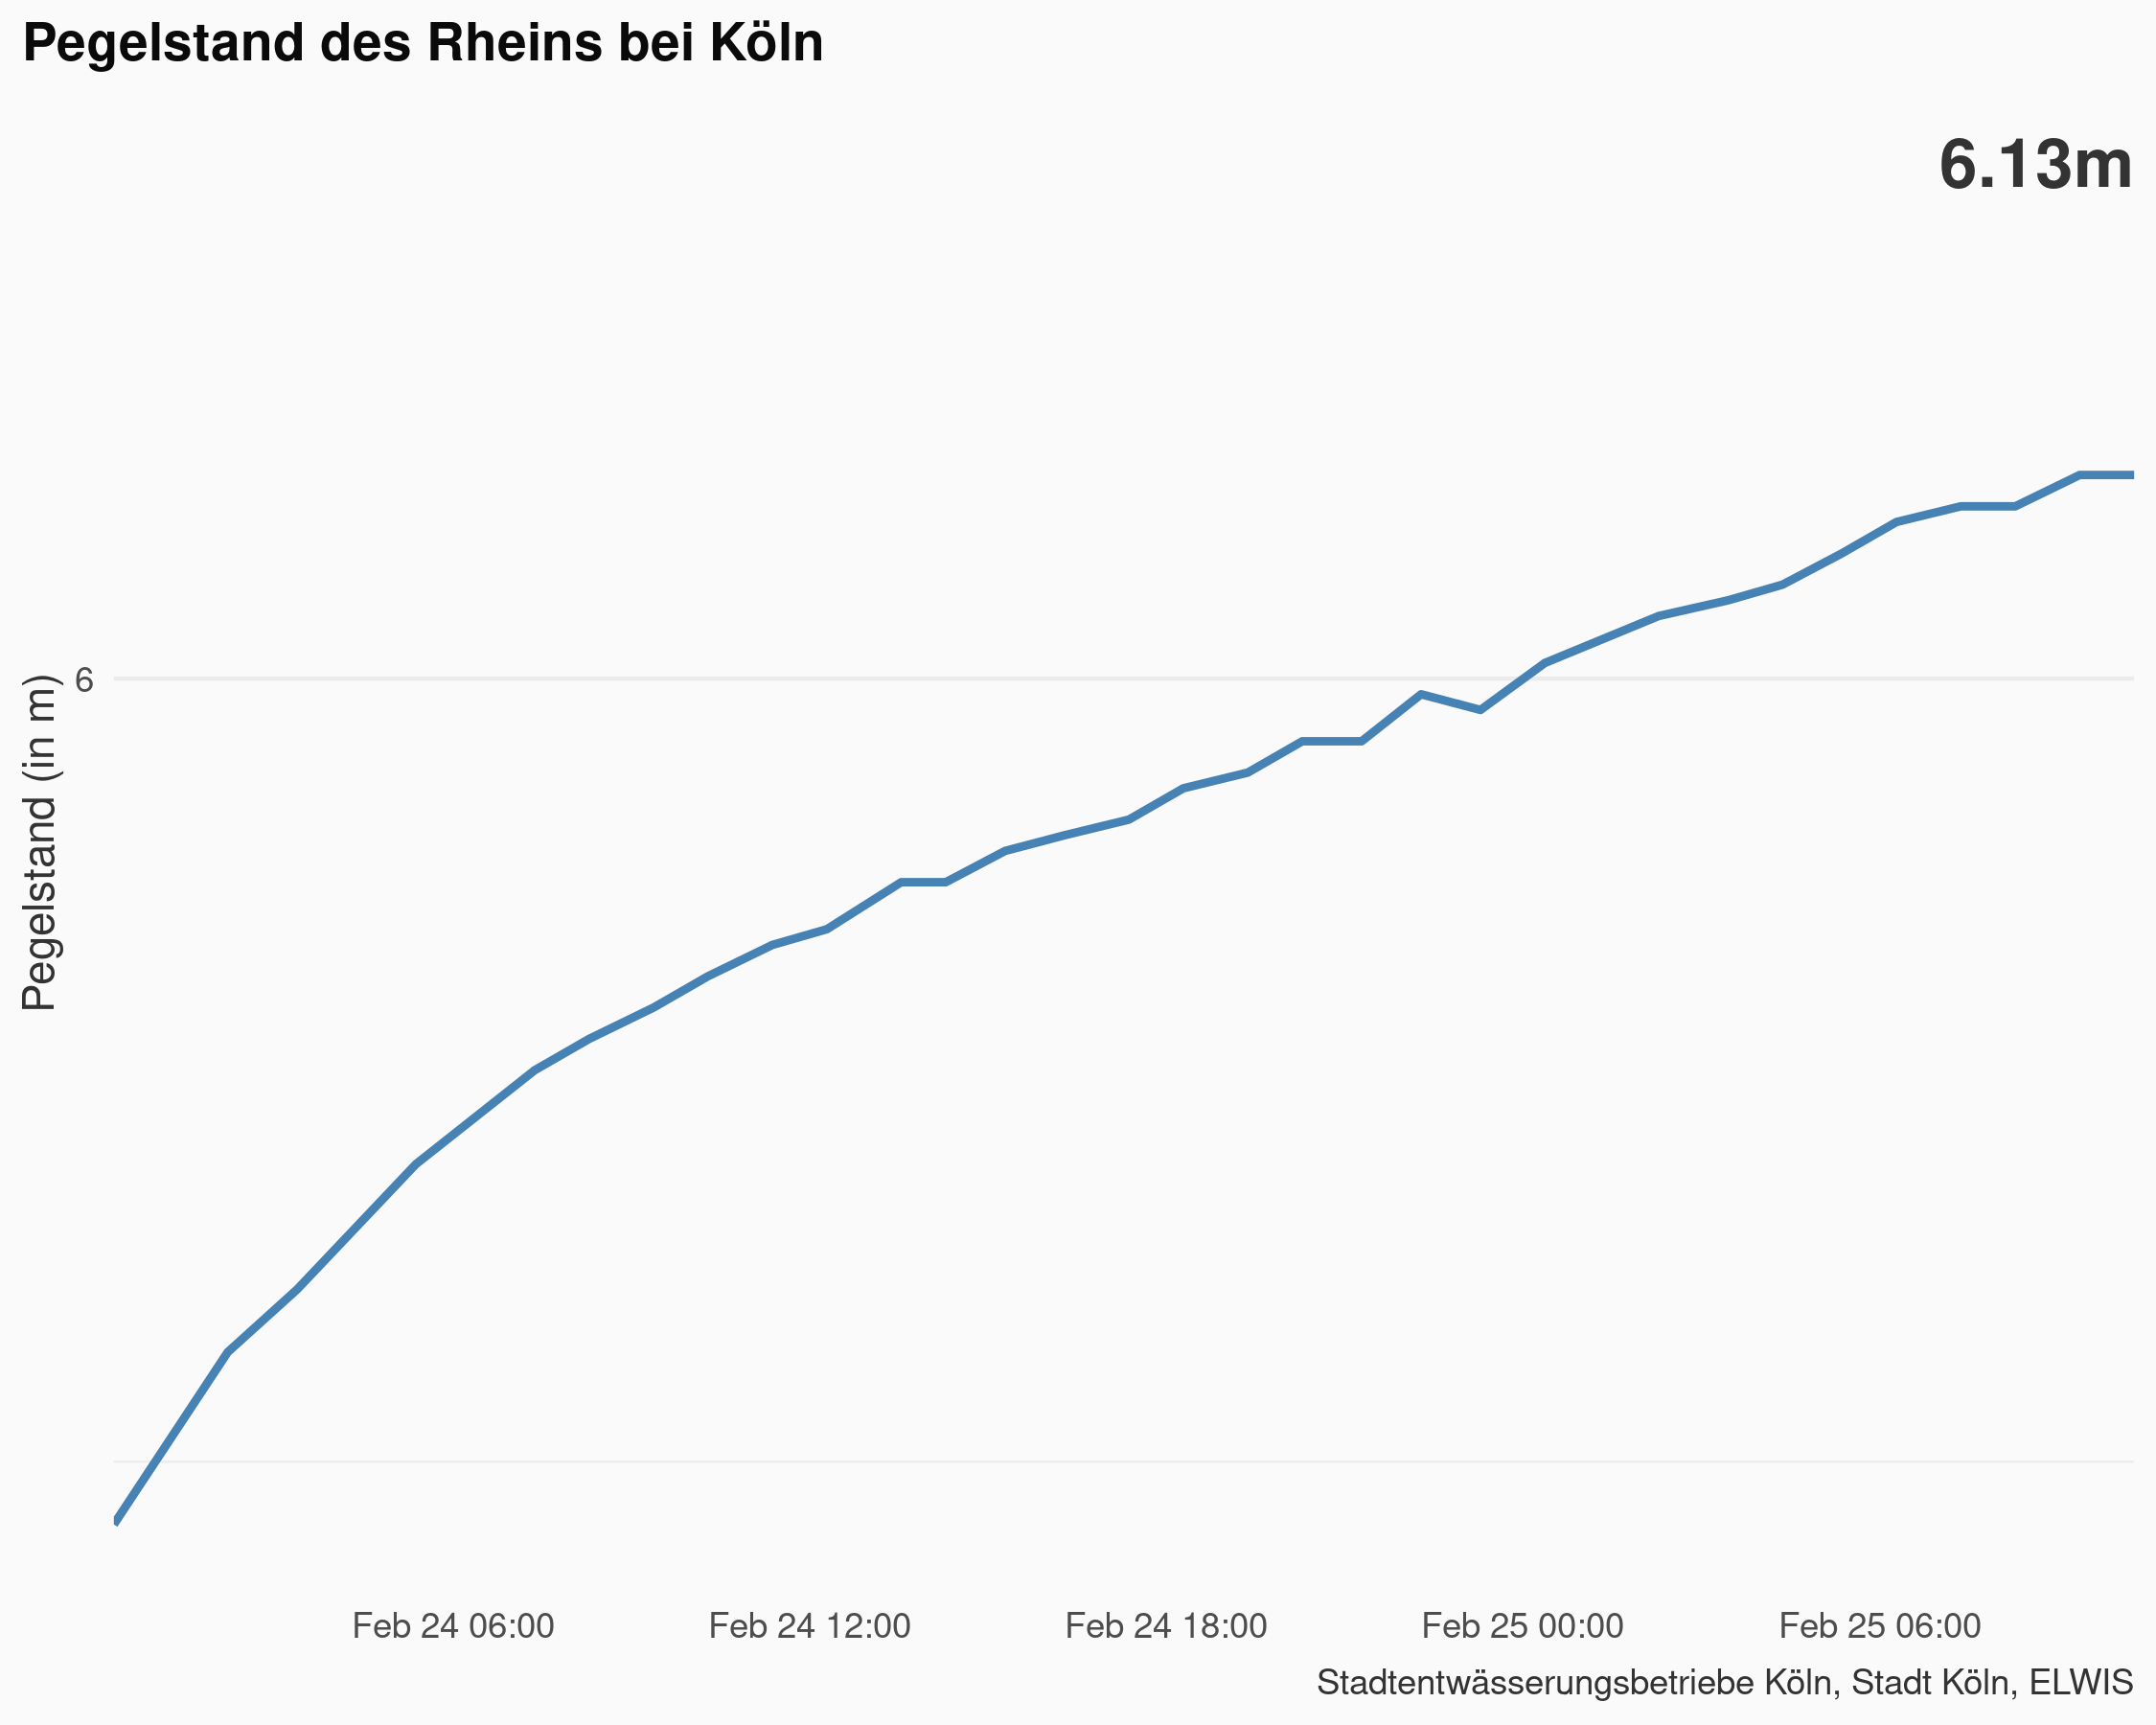 Pegelstand des Rheins bei Köln
6.13m
Pegelstand (in m)
6
Feb 24 06:00
Feb 24 12:00
Feb 24 18:00
Feb 25 00:00
Feb 25 06:00
Stadtentwässerungsbetriebe Köln, Stadt Köln, ELWIS